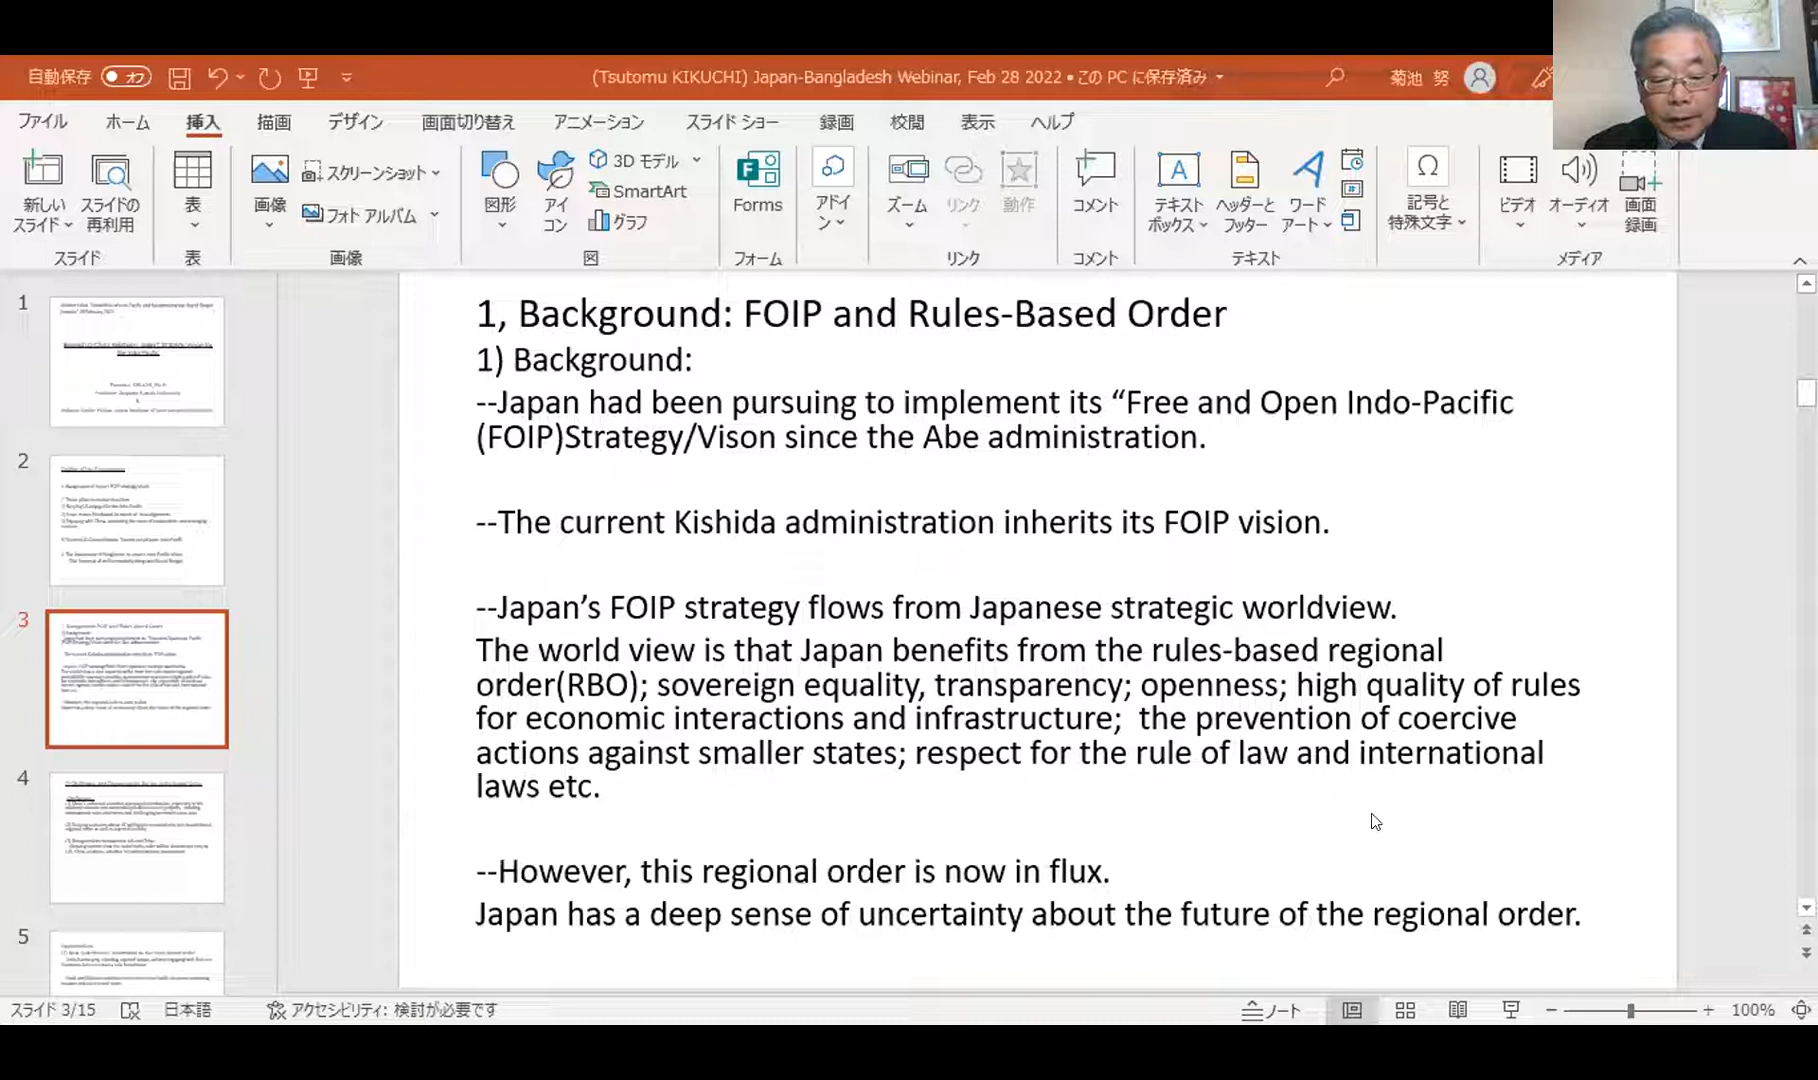 自動保存 オフ (Tsutomu KIKUCHI) Japan-Bangladesh Webinar, Feb 28 2022 • この PC に保存済み 菊池 努
ファイル ホーム 挿入 描画 デザイン 画面切り替え アニメーション スライド ショー 録画 校閲 表示 ヘルプ
新しい
スライド
スライドの
再利用
表
画像
スクリーンショット
フォト アルバム
図形
アイ
コン
3D モデル
SmartArt
グラフ
Forms
アドイ
ン
ズーム
リンク
動作
コメント
テキスト
ボックス
ヘッダーと
フッター
ワード
アート
記号と
特殊文字
ビデオ
オーディオ
画面
録画
スライド 表 画像 図 フォーム リンク コメント テキスト メディア
1
2
3
4
5
1, Background: FOIP and Rules-Based Order
1) Background:
--Japan had been pursuing to implement its “Free and Open Indo-Pacific
(FOIP)Strategy/Vison since the Abe administration.
--The current Kishida administration inherits its FOIP vision.
--Japan’s FOIP strategy flows from Japanese strategic worldview.
The world view is that Japan benefits from the rules-based regional
order(RBO); sovereign equality, transparency; openness; high quality of rules
for economic interactions and infrastructure; the prevention of coercive
actions against smaller states; respect for the rule of law and international
laws etc.
--However, this regional order is now in flux.
Japan has a deep sense of uncertainty about the future of the regional order.
スライド 3/15 日本語 アクセシビリティ: 検討が必要です ノート 100%